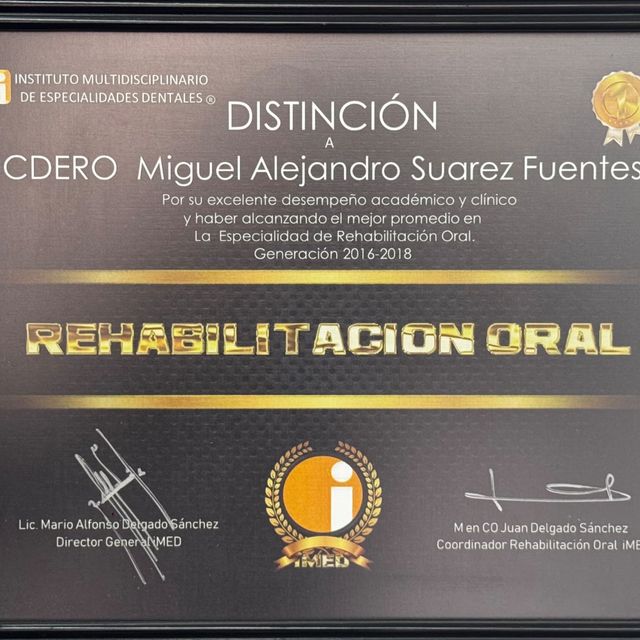 INSTITUTO MULTIDISCIPLINARIO
DE ESPECIALIDADES DENTALES ®
DISTINCIÓN
A
CDERO Miguel Alejandro Suarez Fuentes
Por su excelente desempeño académico y clínico
y haber alcanzando el mejor promedio en
La Especialidad de Rehabilitación Oral.
Generación 2016-2018
REHABILITACION ORAL
Lic. Mario Alfonso Delgado Sánchez
Director General iMED
i
iMED
M en CO Juan Delgado Sánchez
Coordinador Rehabilitación Oral iME